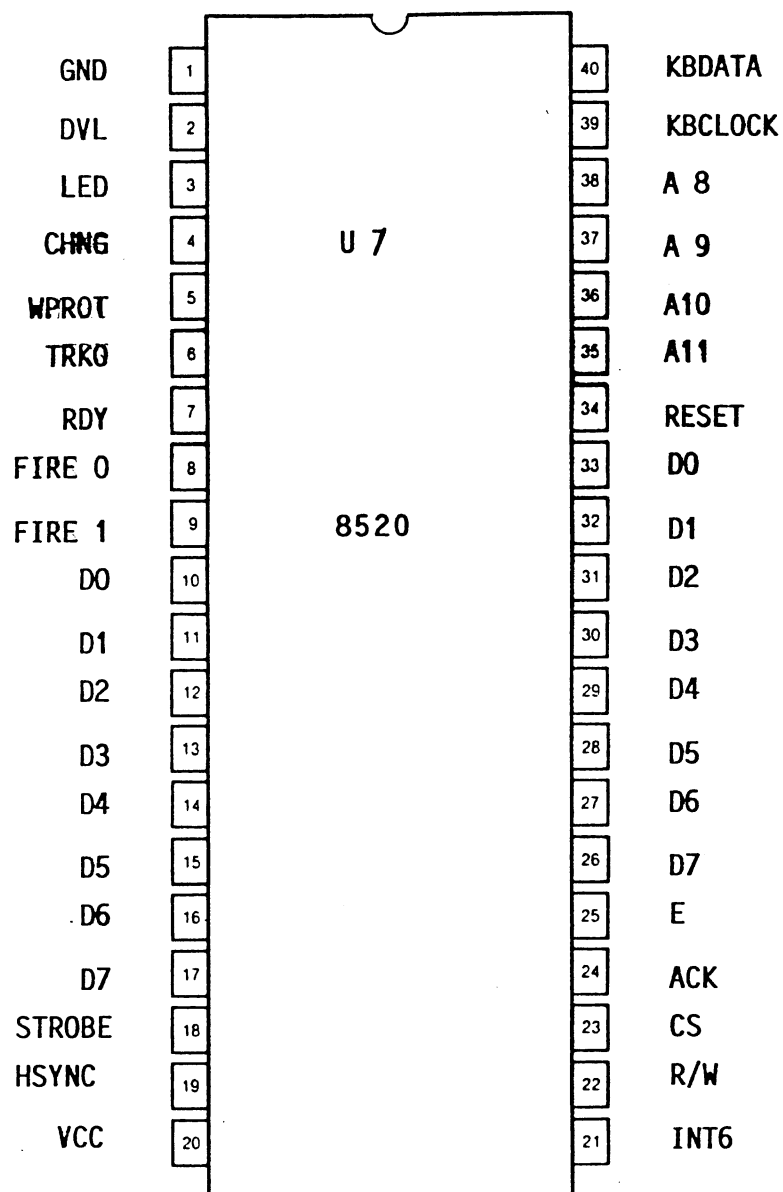 GND 1 40 KBDATA
DVL 2 39 KBCLOCK
LED 3 38 A 8
CHNG 4 U 7 37 A 9
WPROT 5 36 A10
TRK0 6 35 A11
RDY 7 34 RESET
FIRE 0 8 33 D0
FIRE 1 9 8520 32 D1
D0 10 31 D2
D1 11 30 D3
D2 12 29 D4
D3 13 28 D5
D4 14 27 D6
D5 15 26 D7
D6 16 25 E
D7 17 24 ACK
STROBE 18 23 CS
HSYNC 19 22 R/W
VCC 20 21 INT6